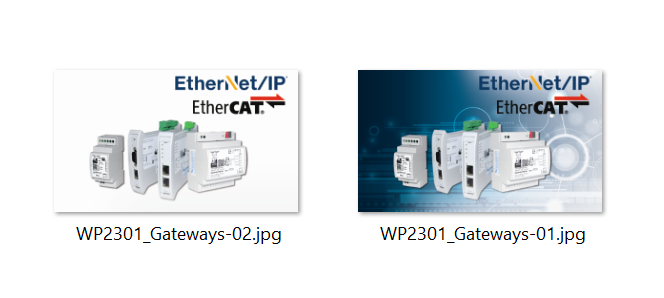 EtherNet/IP
EtherCAT®
WP2301_Gateways-02.jpg
EtherNet/IP
EtherCAT®
WP2301_Gateways-01.jpg